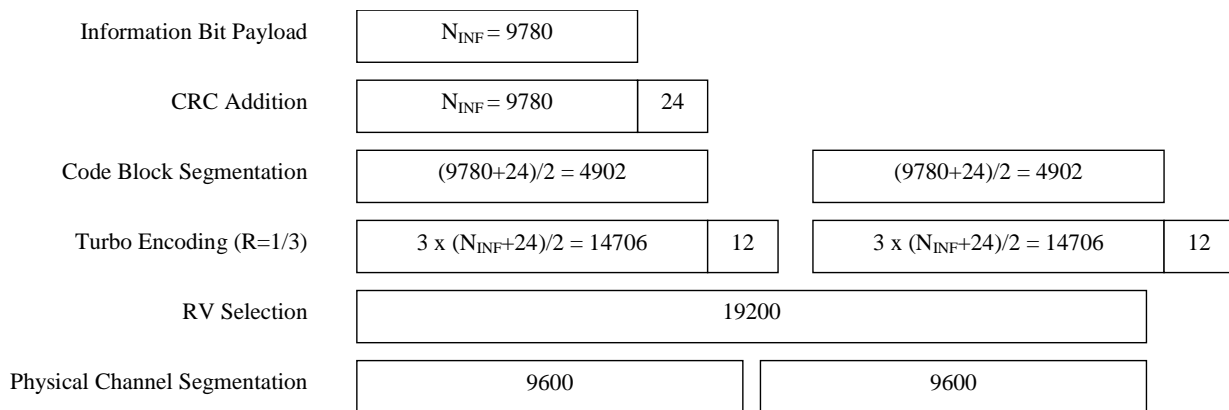 Information Bit Payload N_INF = 9780
CRC Addition N_INF = 9780 24
Code Block Segmentation (9780+24)/2 = 4902 (9780+24)/2 = 4902
Turbo Encoding (R=1/3) 3 x (N_INF+24)/2 = 14706 12 3 x (N_INF+24)/2 = 14706 12
RV Selection 19200
Physical Channel Segmentation 9600 9600